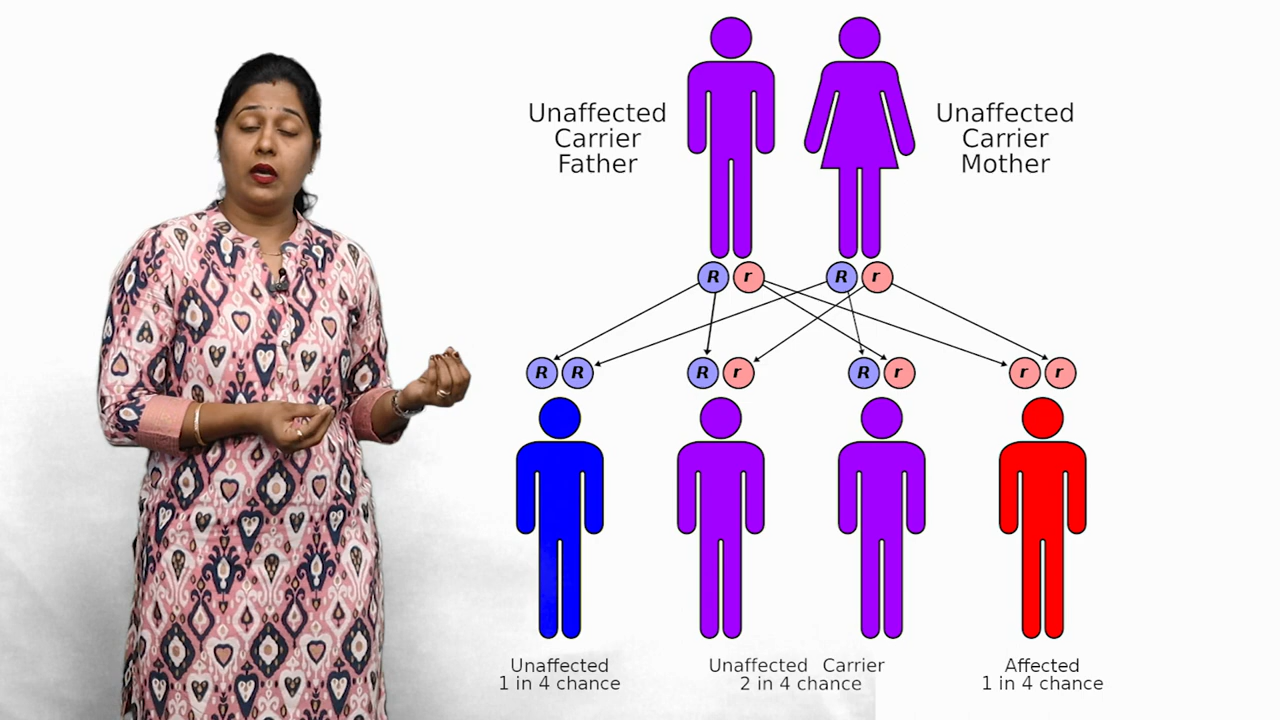 Unaffected
Carrier
Father
Unaffected
Carrier
Mother
R r R r
R R R r R r r r
Unaffected
1 in 4 chance
Unaffected Carrier
2 in 4 chance
Affected
1 in 4 chance